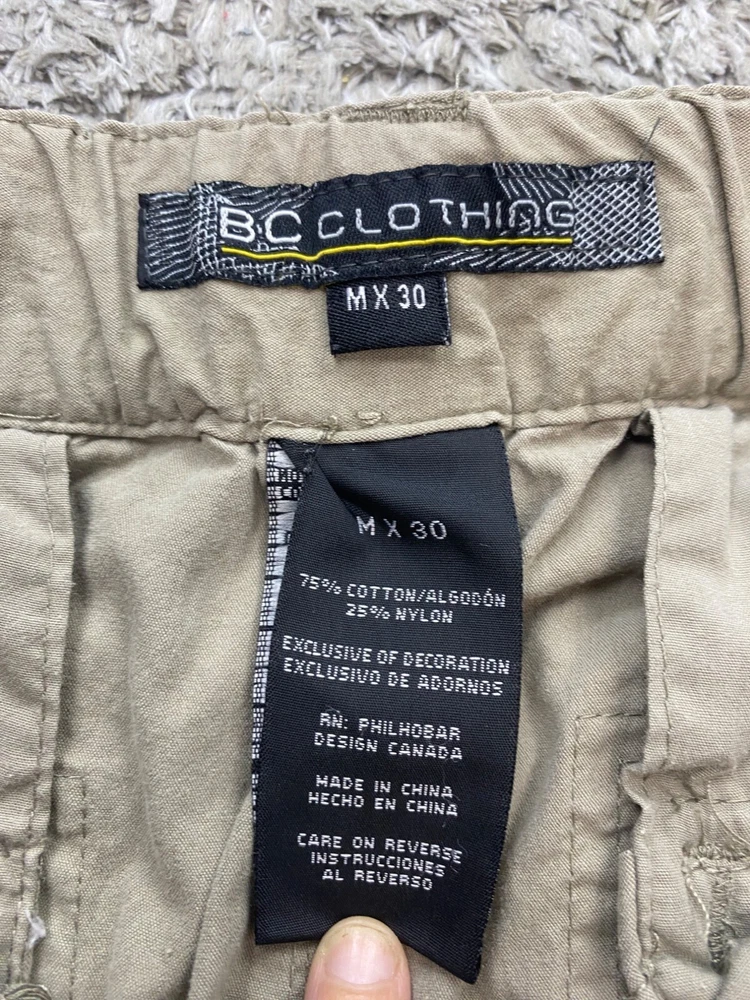 BC CLOTHING
M X 30
M X 30
75% COTTON/ALGODÓN
25% NYLON
EXCLUSIVE OF DECORATION
EXCLUSIVO DE ADORNOS
RN: PHILHOBAR
DESIGN CANADA
MADE IN CHINA
HECHO EN CHINA
CARE ON REVERSE
INSTRUCCIONES
AL REVERSO